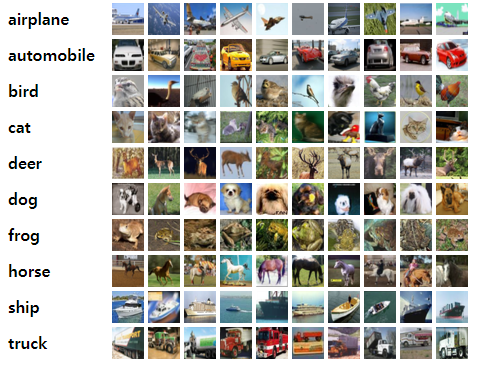 airplane
automobile
bird
cat
deer
dog
frog
horse
ship
truck